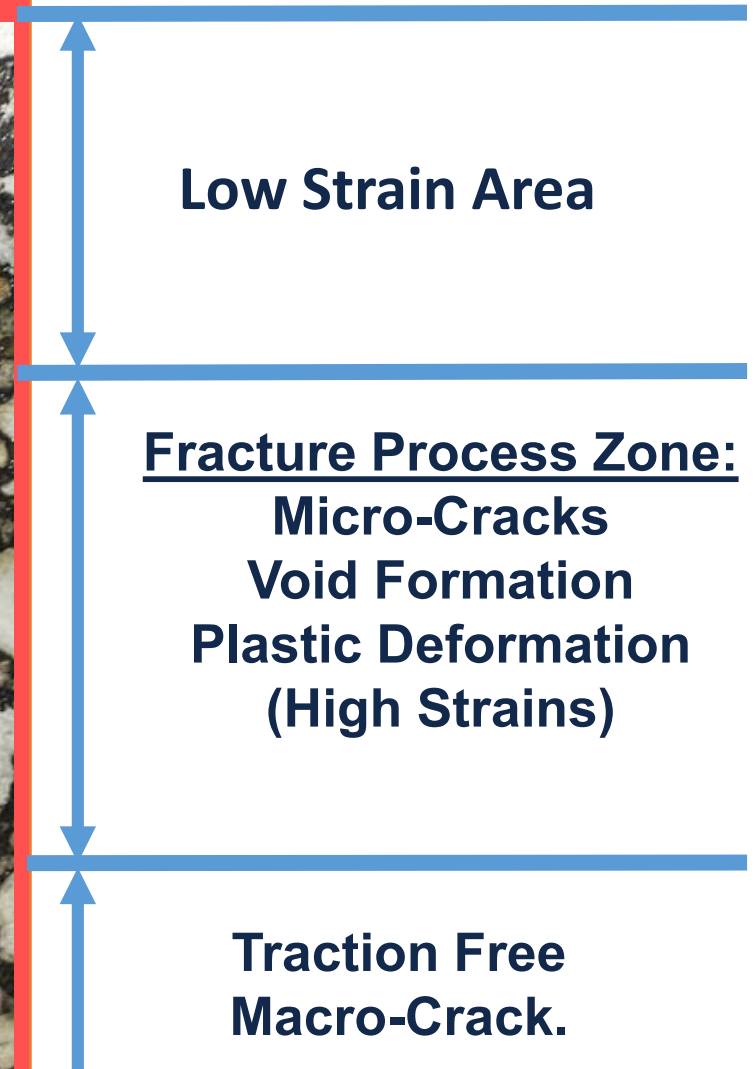 Low Strain Area
Fracture Process Zone:
Micro-Cracks
Void Formation
Plastic Deformation
(High Strains)
Traction Free
Macro-Crack.